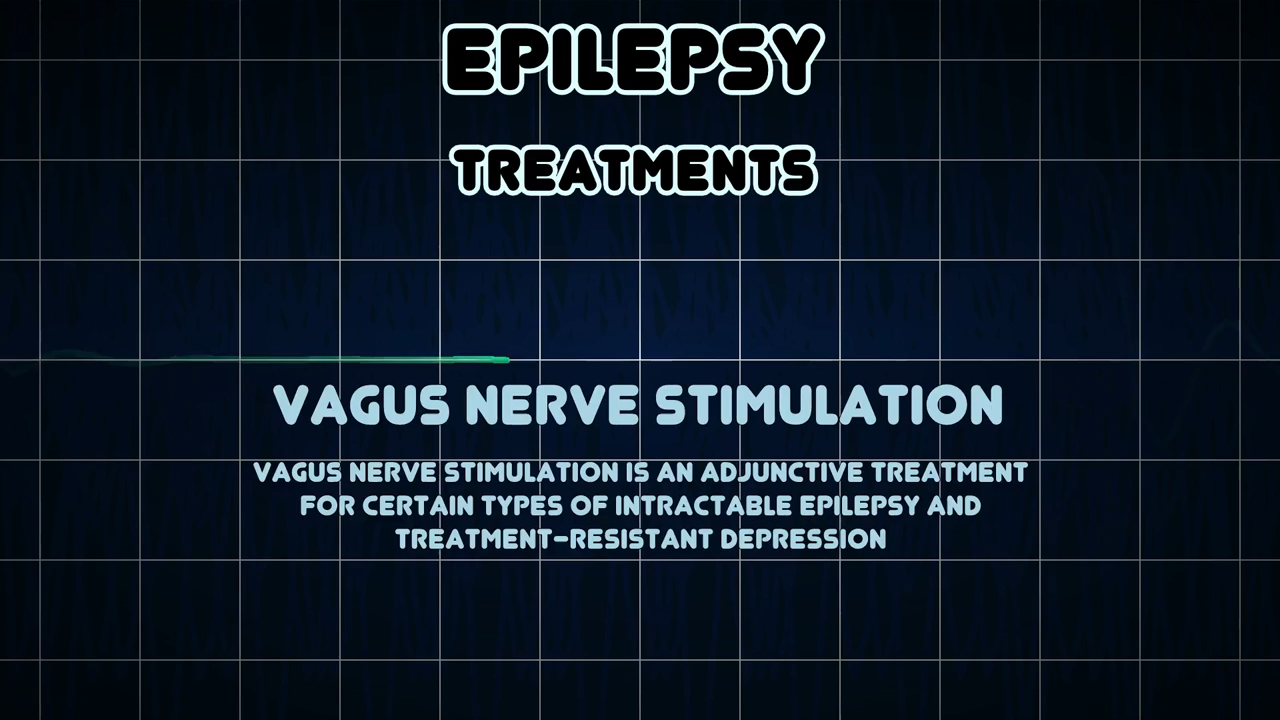 EPILEPSY
TREATMENTS
VAGUS NERVE STIMULATION
VAGUS NERVE STIMULATION IS AN ADJUNCTIVE TREATMENT
FOR CERTAIN TYPES OF INTRACTABLE EPILEPSY AND
TREATMENT-RESISTANT DEPRESSION